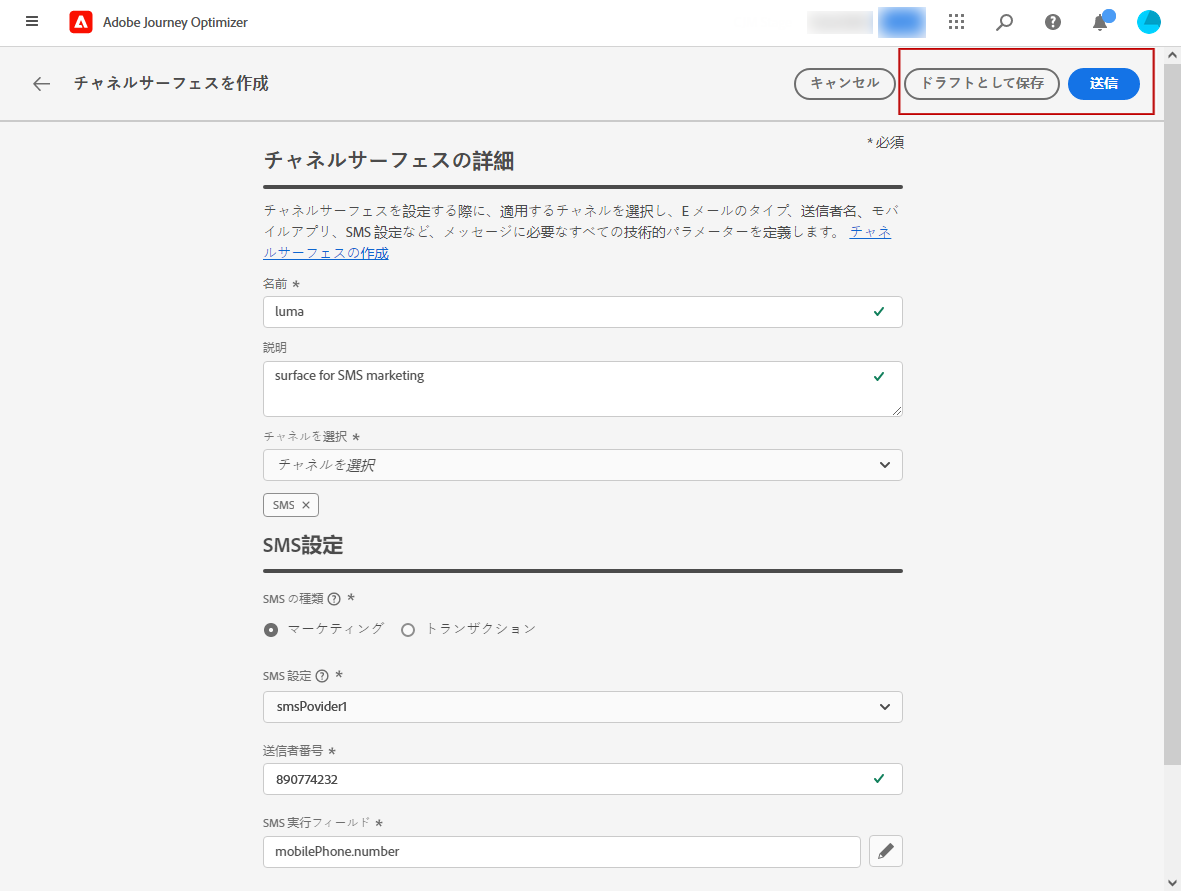 Adobe Journey Optimizer
チャネルサーフェスを作成
キャンセル
ドラフトとして保存
送信
* 必須
チャネルサーフェスの詳細
チャネルサーフェスを設定する際に、適用するチャネルを選択し、E メールのタイプ、送信者名、モバ
イルアプリ、SMS 設定など、メッセージに必要なすべての技術的パラメーターを定義します。 チャネ
ルサーフェスの作成
名前 *
luma
説明
surface for SMS marketing
チャネルを選択 *
チャネルを選択
SMS ×
SMS設定
SMS の種類 ? *
マーケティング
トランザクション
SMS 設定 ? *
smsPovider1
送信者番号 *
890774232
SMS 実行フィールド *
mobilePhone.number